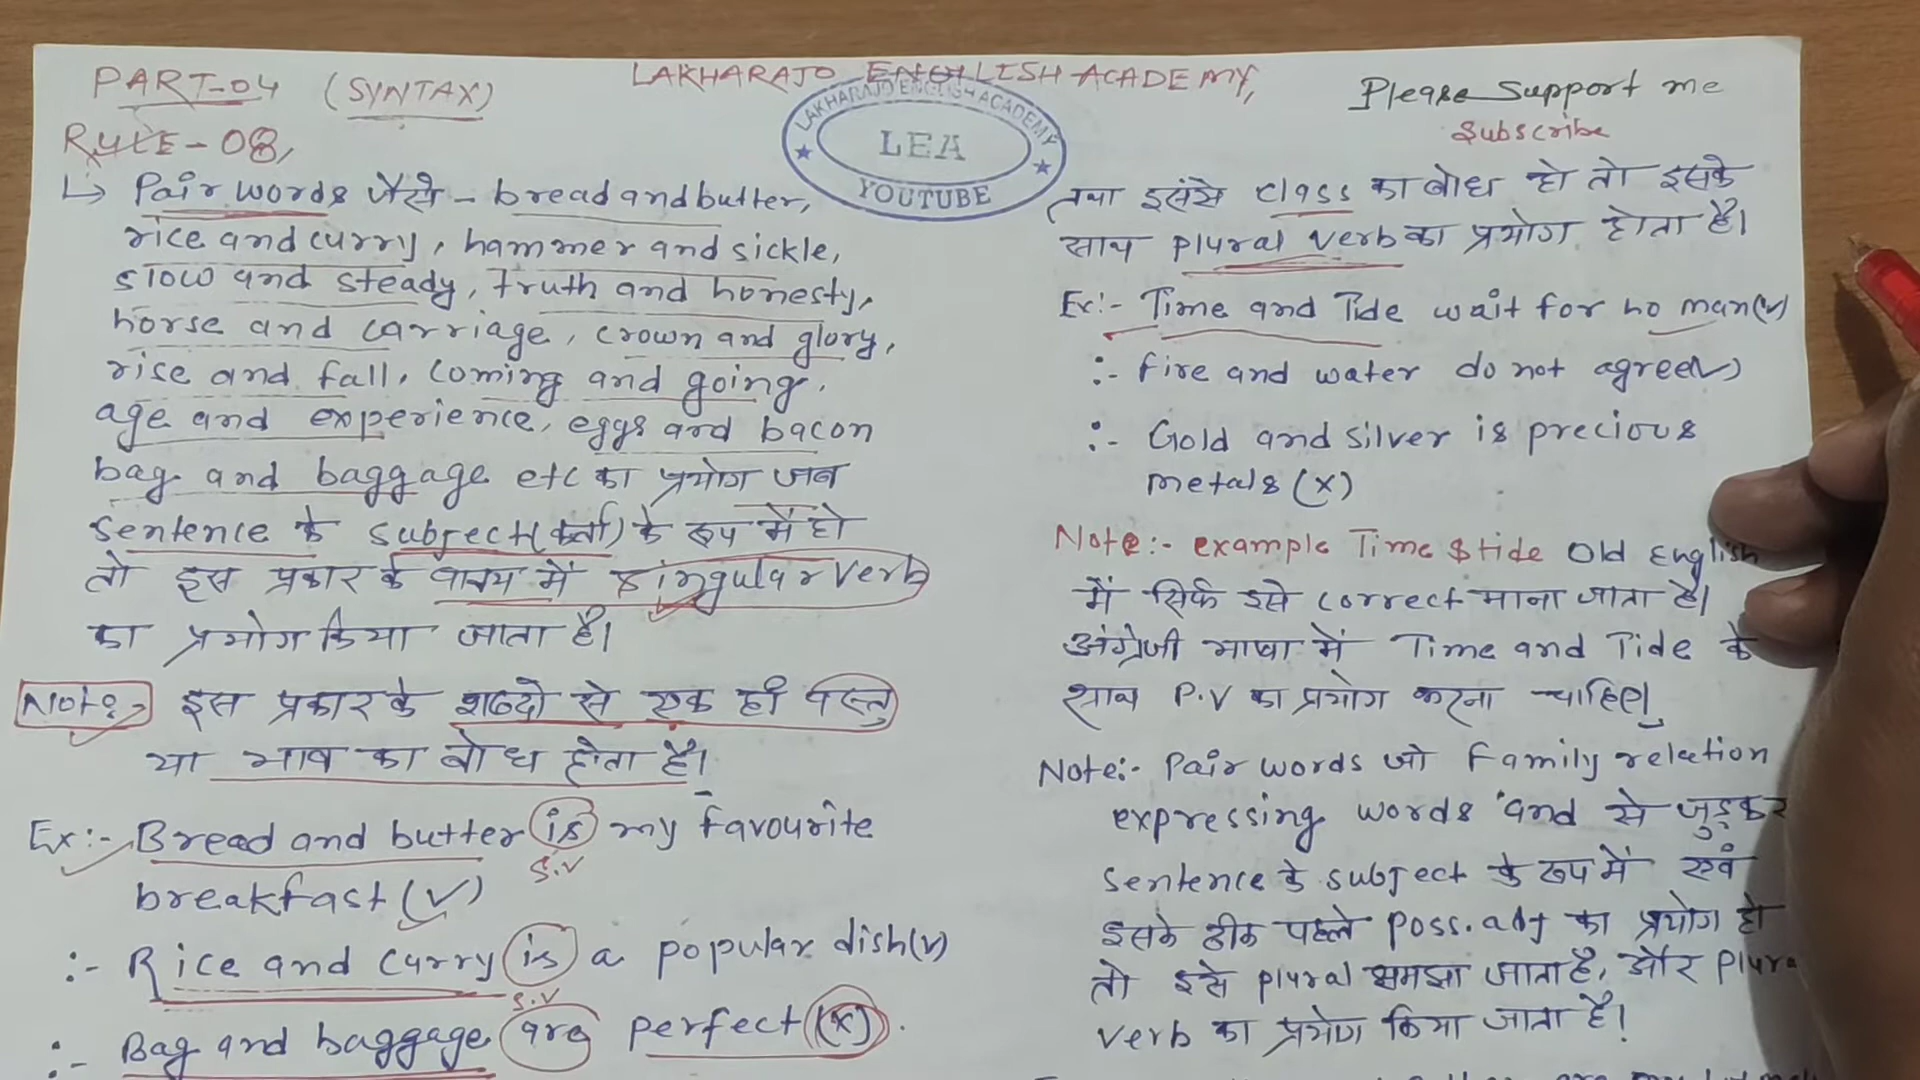 PART-04 (SYNTAX)
LAKHARAJO ENGLISH ACADEMY,
LAKHARAJO ENGLISH ACADEMY
LEA
YOUTUBE
Please Support me
Subscribe
RULE-08,
↳ Pair words जैसे - bread and butter,
rice and curry, hammer and sickle,
slow and steady, truth and honesty,
horse and carriage, crown and glory,
rise and fall, coming and going,
age and experience, eggs and bacon
bag and baggage etc का प्रयोग जब
sentence के subject (कर्ता) के रूप में हो
तो इस प्रकार के वाक्य में singular verb
का प्रयोग किया जाता है।
Note:- इस प्रकार के शब्दो से एक ही वस्तु
या भाव का बोध होता है।
Ex:- Bread and butter is my favourite
S.V
breakfast (✓)
:- Rice and curry is a popular dish (✓)
S.V
:- Bag and baggage are perfect (x).
तथा इससे class का बोध हो तो इसके
साथ plural verb का प्रयोग होता है।
Ex:- Time and Tide wait for no man (✓)
:- fire and water do not agree (✓)
:- Gold and silver is precious
metals (x)
Note:- example Time & tide Old English
में सिर्फ इसे correct माना जाता है।
अंग्रेजी भाषा में Time and Tide के
साथ P.V का प्रयोग करना चाहिए।
Note:- Pair words जो Family relation
expressing words and से जुड़कर
sentence के subject के रूप में एवं
इसके ठीक पहले poss. adj का प्रयोग हो
तो इसे plural समझा जाता है, और plura
verb का प्रयोग किया जाता है।